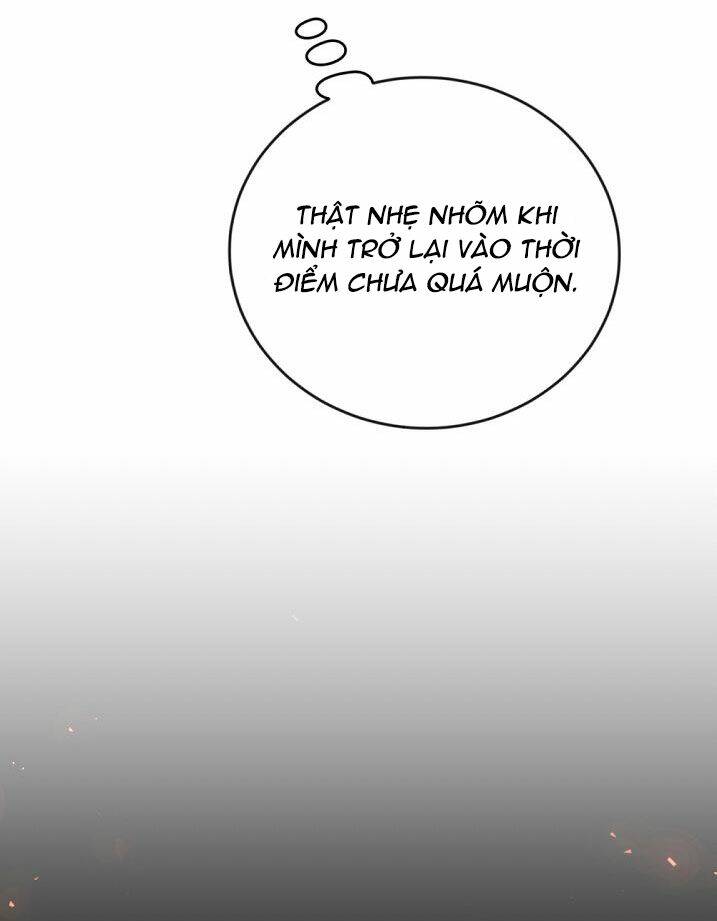 THẬT NHẸ NHÕM KHI
MÌNH TRỞ LẠI VÀO THỜI
ĐIỂM CHƯA QUÁ MUỘN.